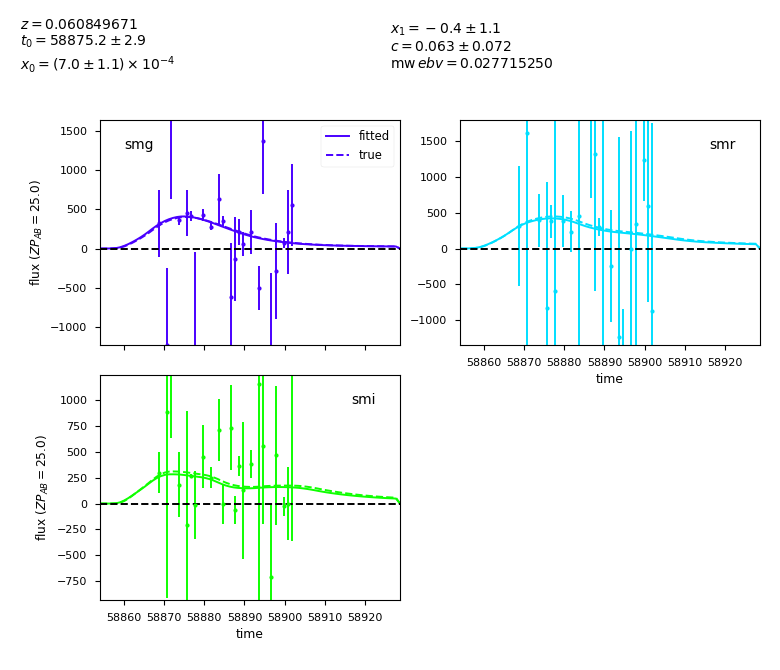 z = 0.060849671
t₀ = 58875.2 ± 2.9
x₀ = (7.0 ± 1.1) × 10⁻⁴
x₁ = −0.4 ± 1.1
c = 0.063 ± 0.072
mw ebv = 0.027715250
smg
fitted
true
1500
1000
500
0
−500
−1000
flux (ZP_AB = 25.0)
smr
1500
1000
500
0
−500
−1000
58860 58870 58880 58890 58900 58910 58920
time
smi
1000
750
500
250
0
−250
−500
−750
flux (ZP_AB = 25.0)
58860 58870 58880 58890 58900 58910 58920
time